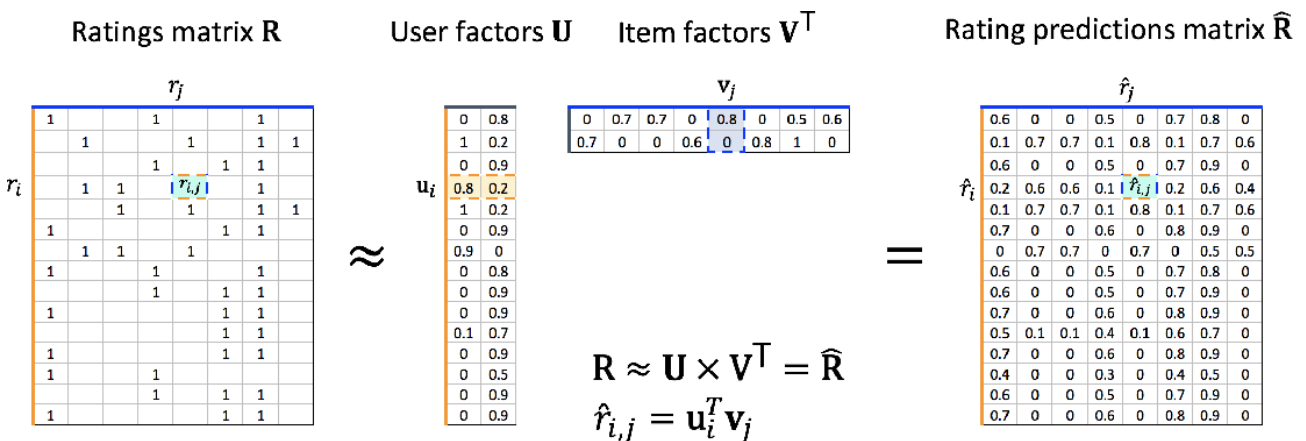 Ratings matrix R
r_j
1 1 1
1 1 1 1
1 1 1
r_i 1 1 r_{i,j} 1
1 1 1 1
1 1 1
1 1 1
1 1 1
1 1 1
1 1 1
1 1
1 1 1
1 1
1 1 1
1 1 1
≈
User factors U
0 0.8
1 0.2
0 0.9
u_i 0.8 0.2
1 0.2
0 0.9
0.9 0
0 0.8
0 0.9
0 0.9
0.1 0.7
0 0.9
0 0.5
0 0.9
0 0.9
Item factors V^⊤
v_j
0 0.7 0.7 0 0.8 0 0.5 0.6
0.7 0 0 0.6 0 0.8 1 0
R ≈ U × V^⊤ = R̂
r̂_{i,j} = u_i^T v_j
=
Rating predictions matrix R̂
r̂_j
0.6 0 0 0.5 0 0.7 0.8 0
0.1 0.7 0.7 0.1 0.8 0.1 0.7 0.6
0.6 0 0 0.5 0 0.7 0.9 0
r̂_i 0.2 0.6 0.6 0.1 r̂_{i,j} 0.2 0.6 0.4
0.1 0.7 0.7 0.1 0.8 0.1 0.7 0.6
0.7 0 0 0.6 0 0.8 0.9 0
0 0.7 0.7 0 0.7 0 0.5 0.5
0.6 0 0 0.5 0 0.7 0.8 0
0.6 0 0 0.5 0 0.7 0.9 0
0.7 0 0 0.6 0 0.8 0.9 0
0.5 0.1 0.1 0.4 0.1 0.6 0.7 0
0.7 0 0 0.6 0 0.8 0.9 0
0.4 0 0 0.3 0 0.4 0.5 0
0.6 0 0 0.5 0 0.7 0.9 0
0.7 0 0 0.6 0 0.8 0.9 0